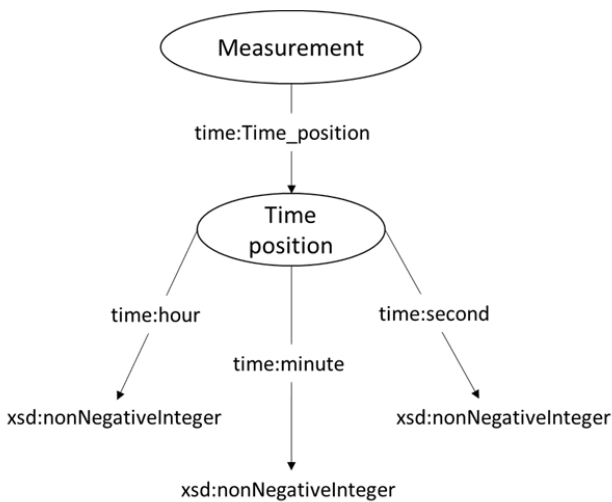 Measurement
time:Time_position
Time
position
time:hour
time:second
time:minute
xsd:nonNegativeInteger
xsd:nonNegativeInteger
xsd:nonNegativeInteger